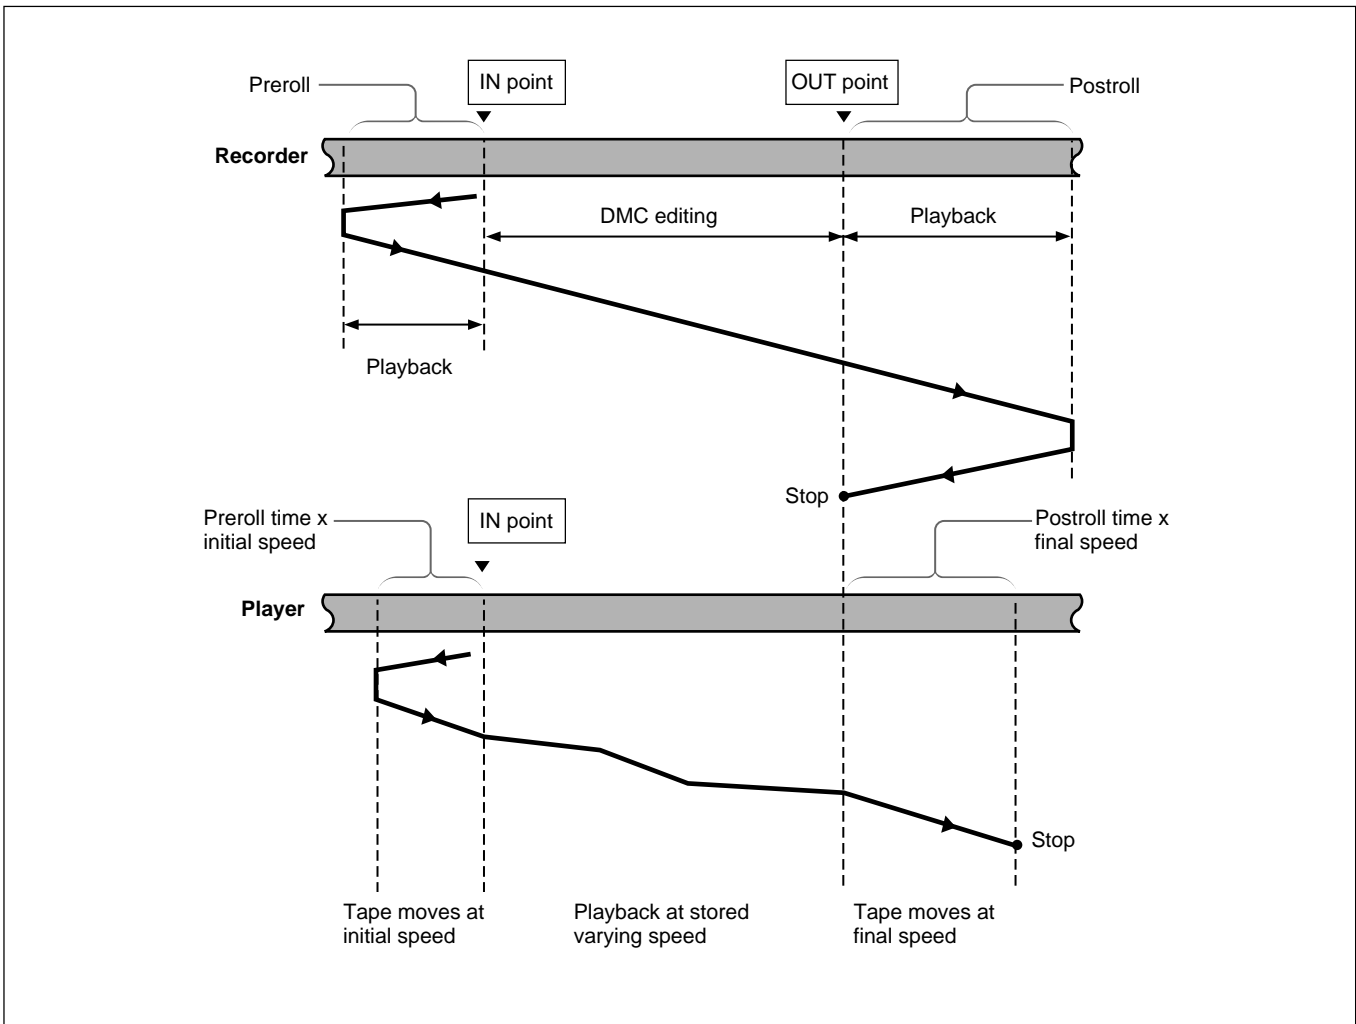 Preroll
IN point
OUT point
Postroll
Recorder
DMC editing
Playback
Playback
Stop
Preroll time x
initial speed
IN point
Postroll time x
final speed
Player
Stop
Tape moves at
initial speed
Playback at stored
varying speed
Tape moves at
final speed